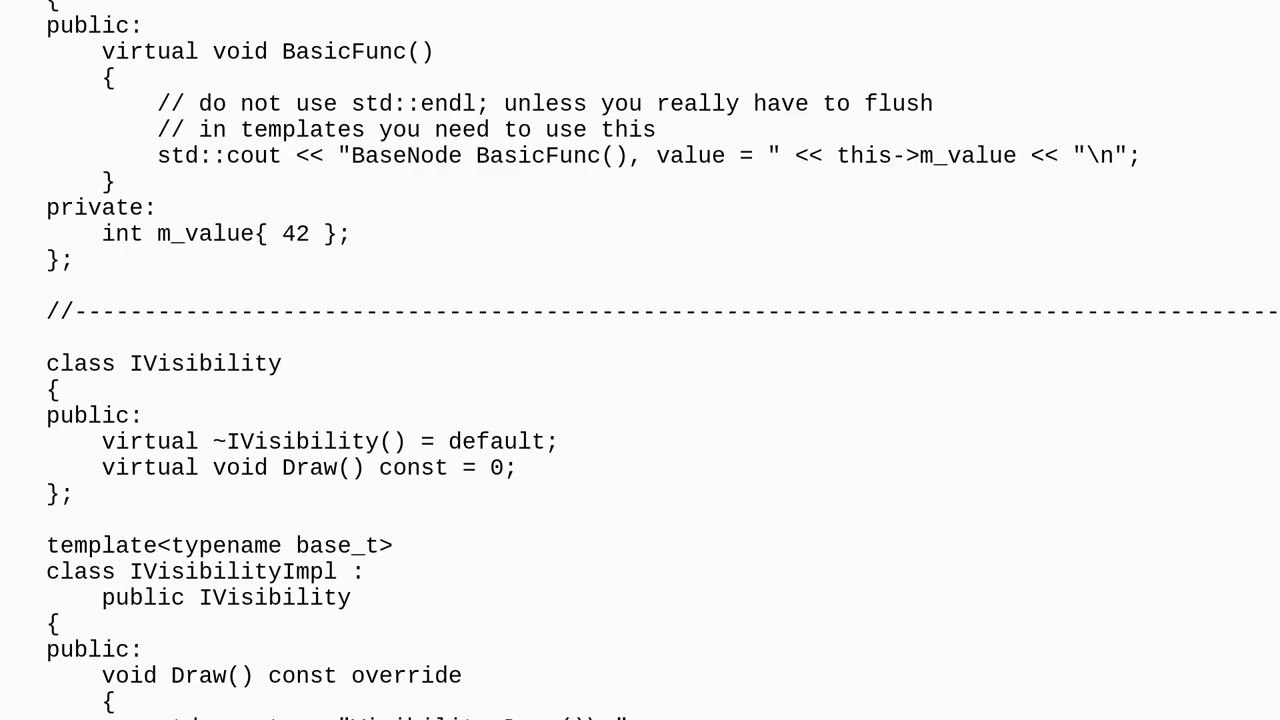 {
public:
    virtual void BasicFunc()
    {
        // do not use std::endl; unless you really have to flush
        // in templates you need to use this
        std::cout << "BaseNode BasicFunc(), value = " << this->m_value << "\n";
    }
private:
    int m_value{ 42 };
};
//---------------------------------------------------------------------------------------
class IVisibility
{
public:
    virtual ~IVisibility() = default;
    virtual void Draw() const = 0;
};
template<typename base_t>
class IVisibilityImpl :
    public IVisibility
{
public:
    void Draw() const override
    {